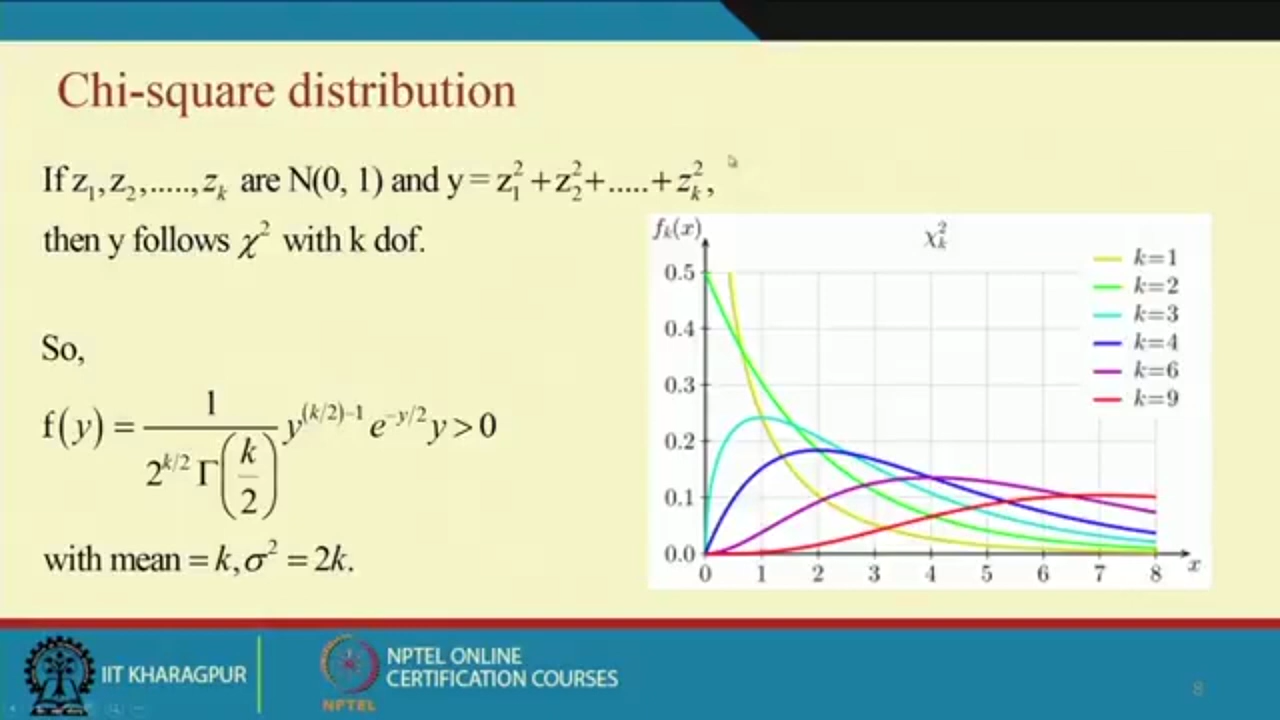 Chi-square distribution
If z₁,z₂,.....,zₖ are N(0, 1) and y = z₁² + z₂² + ..... + zₖ²,
then y follows χ² with k dof.
So,
f(y) = 1 / (2^(k/2) Γ(k/2)) y^((k/2)−1) e^(−y/2) y > 0
with mean = k, σ² = 2k.
fₖ(x)
χ²ₖ
k=1
k=2
k=3
k=4
k=6
k=9
0.5
0.4
0.3
0.2
0.1
0.0
0 1 2 3 4 5 6 7 8 x
IIT KHARAGPUR
NPTEL
NPTEL ONLINE
CERTIFICATION COURSES
8